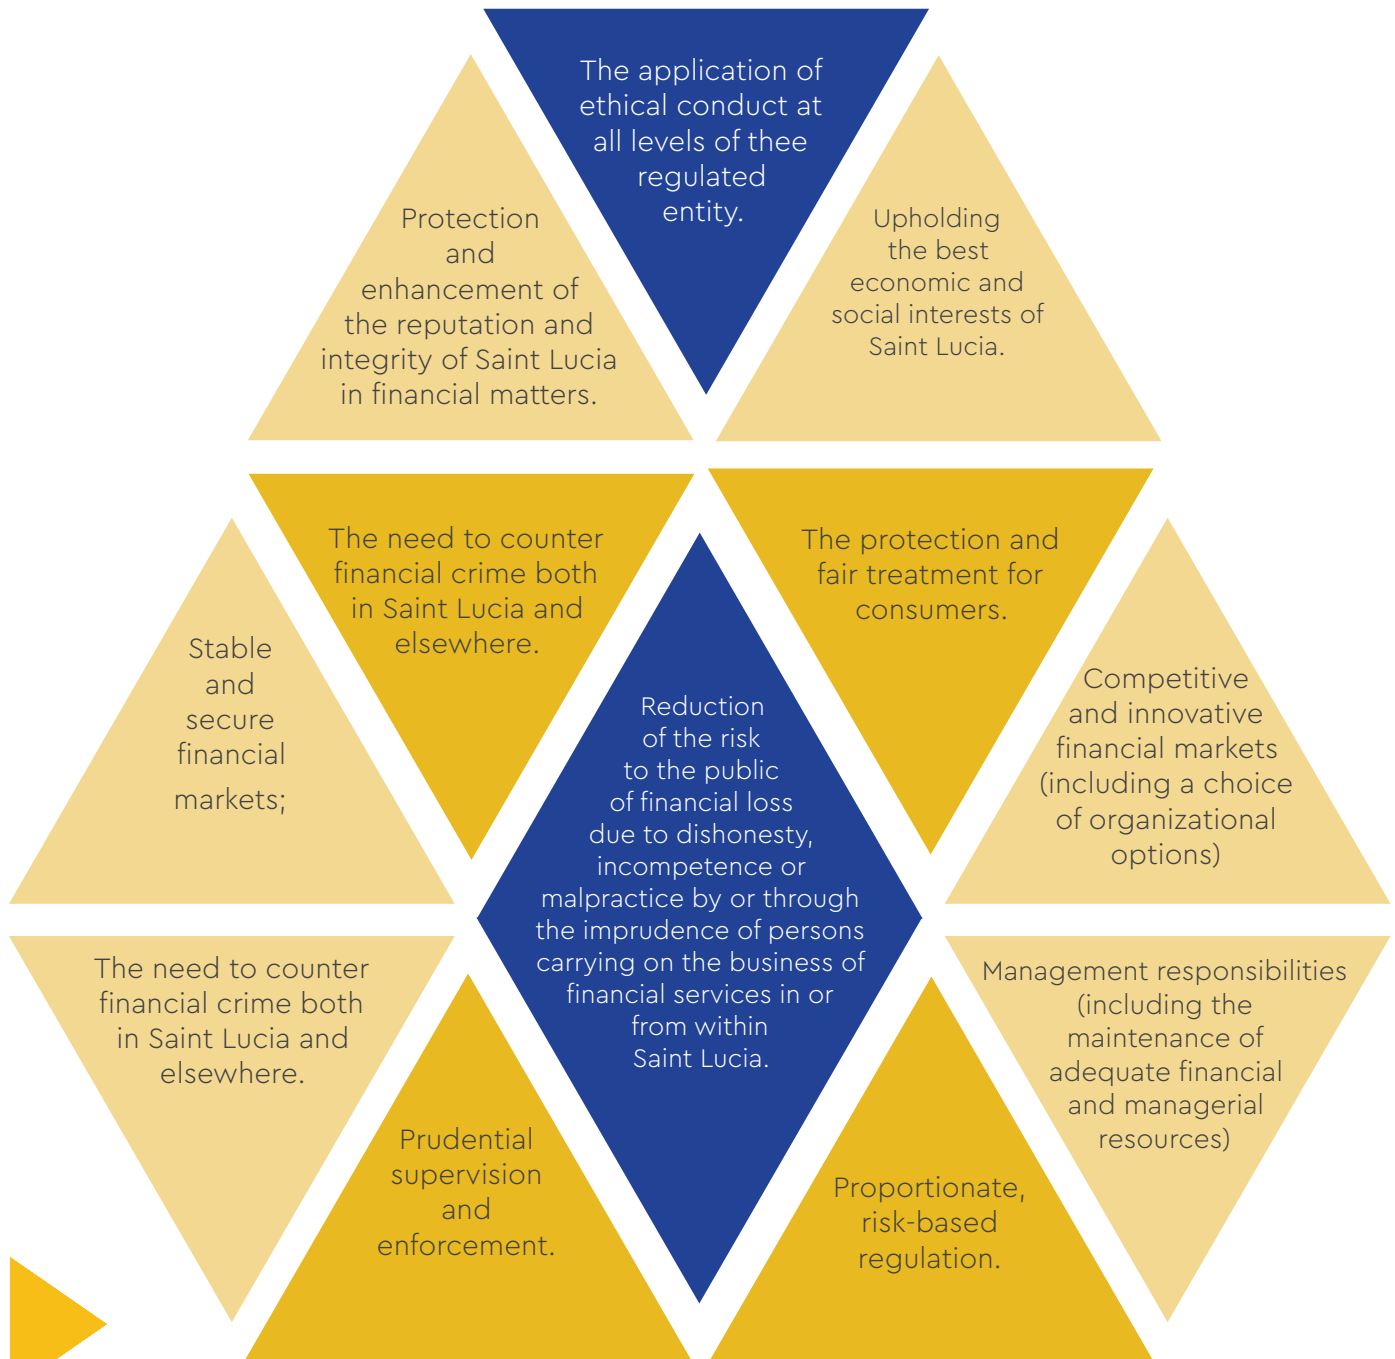 The application of
ethical conduct at
all levels of thee
regulated
entity.
Protection
and
enhancement of
the reputation and
integrity of Saint Lucia
in financial matters.
Upholding
the best
economic and
social interests of
Saint Lucia.
The need to counter
financial crime both
in Saint Lucia and
elsewhere.
The protection and
fair treatment for
consumers.
Stable
and
secure
financial
markets;
Reduction
of the risk
to the public
of financial loss
due to dishonesty,
incompetence or
malpractice by or through
the imprudence of persons
carrying on the business of
financial services in or
from within
Saint Lucia.
Competitive
and innovative
financial markets
(including a choice
of organizational
options)
The need to counter
financial crime both
in Saint Lucia and
elsewhere.
Prudential
supervision
and
enforcement.
Proportionate,
risk-based
regulation.
Management responsibilities
(including the
maintenance of
adequate financial
and managerial
resources)